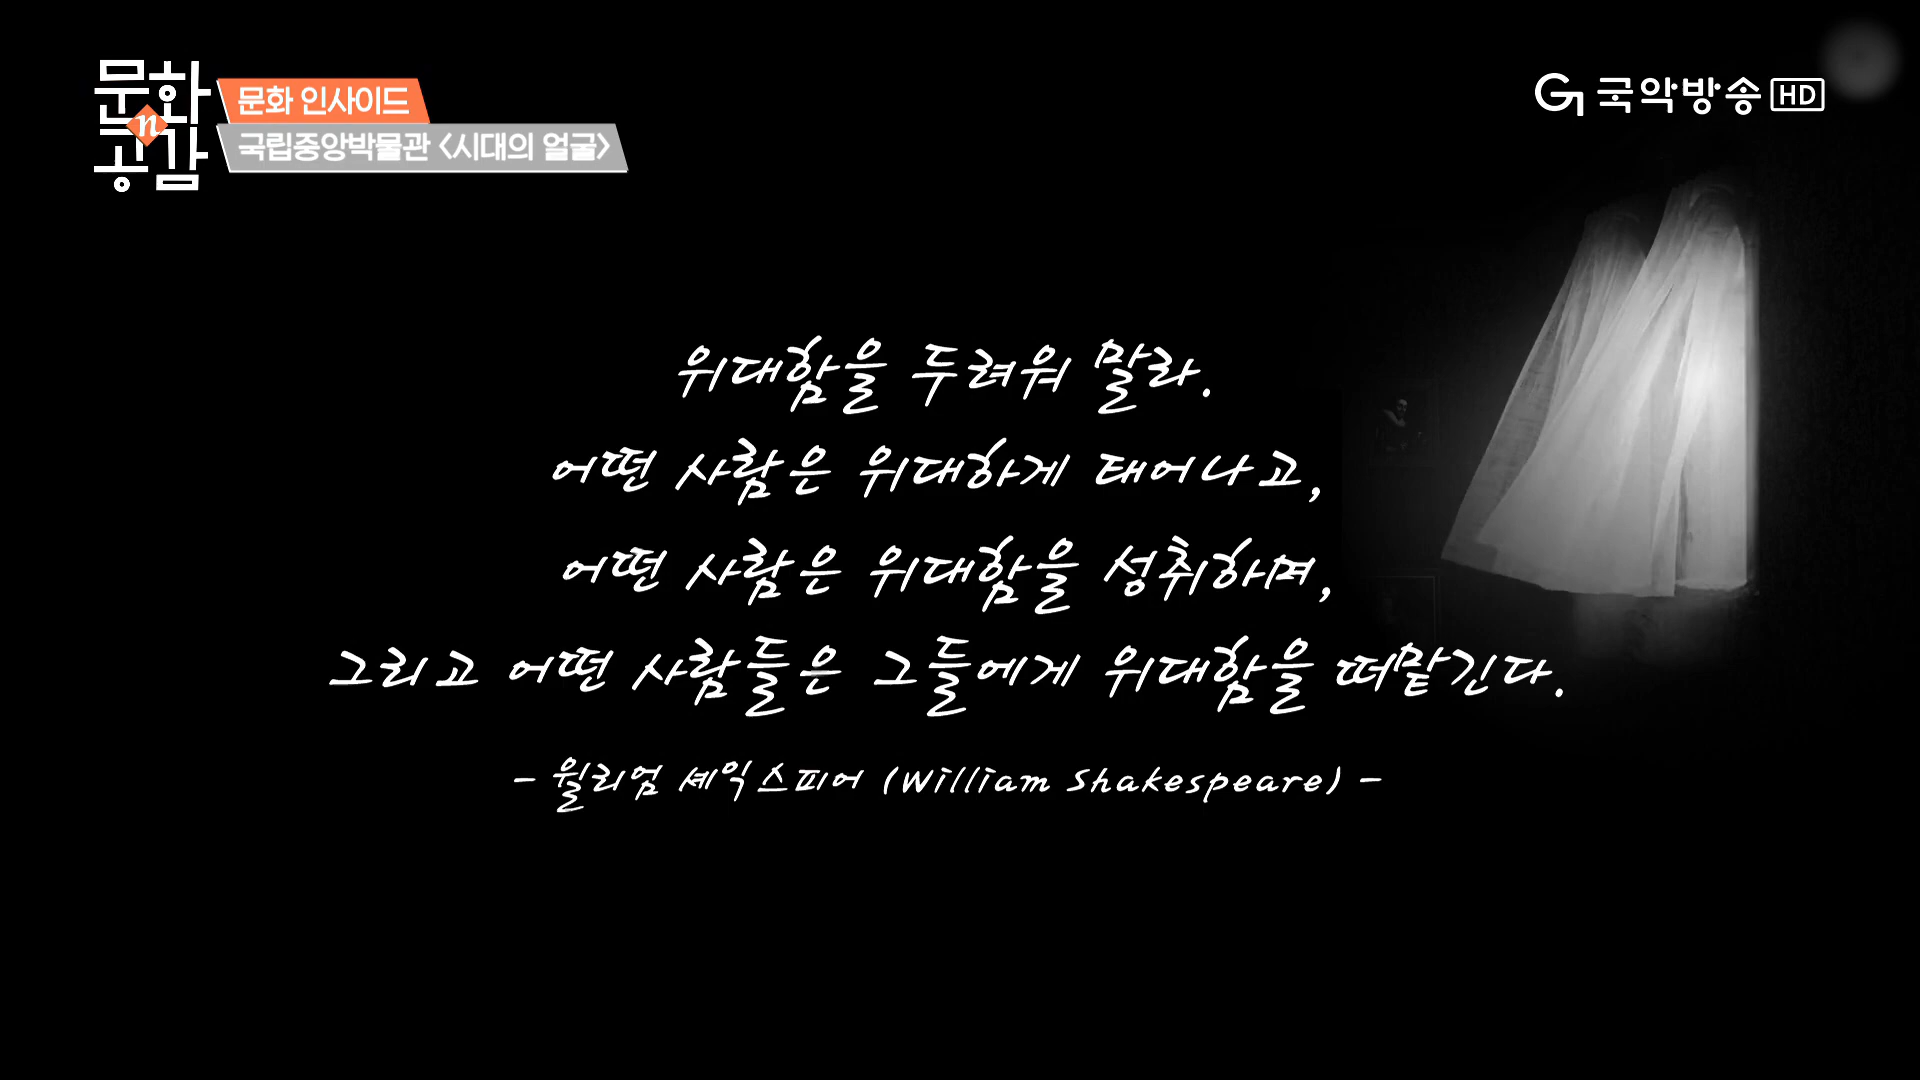 문화
n
공감
문화 인사이드
국립중앙박물관 <시대의 얼굴>
국악방송 HD
위대함을 두려워 말라.
어떤 사람은 위대하게 태어나고,
어떤 사람은 위대함을 성취하며,
그리고 어떤 사람들은 그들에게 위대함을 떠맡긴다.
- 윌리엄 셰익스피어 (William Shakespeare) -